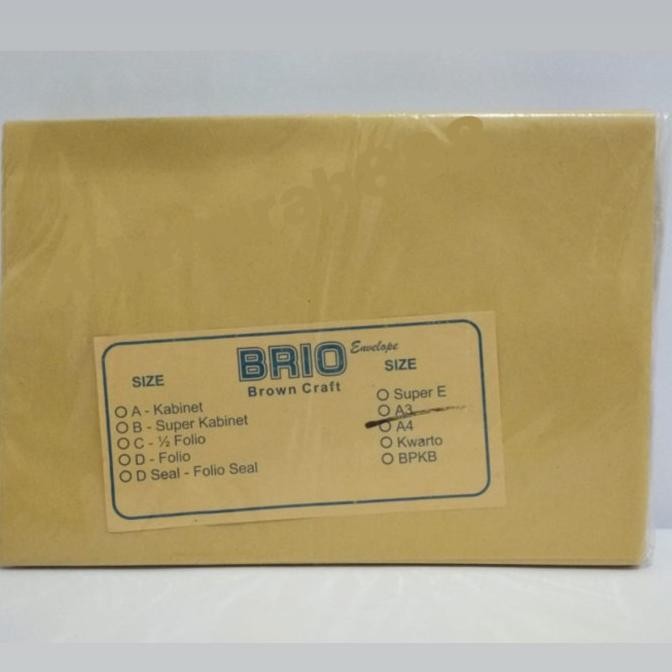 BRIO Envelope
Brown Craft
SIZE
A - Kabinet
B - Super Kabinet
C - ½ Folio
D - Folio
D Seal - Folio Seal
SIZE
Super E
A3
A4
Kwarto
BPKB